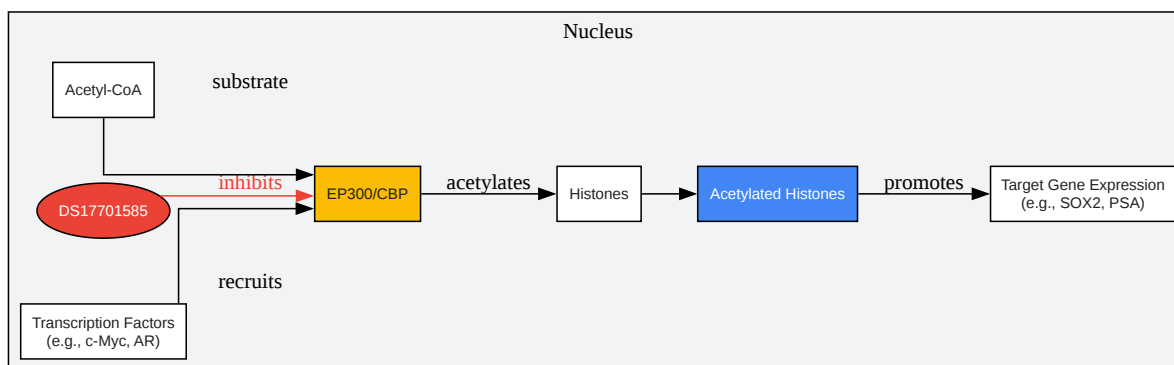 Nucleus
substrate
Acetyl-CoA
inhibits
EP300/CBP
acetylates
Histones
Acetylated Histones
promotes
Target Gene Expression
(e.g., SOX2, PSA)
DS17701585
recruits
Transcription Factors
(e.g., c-Myc, AR)